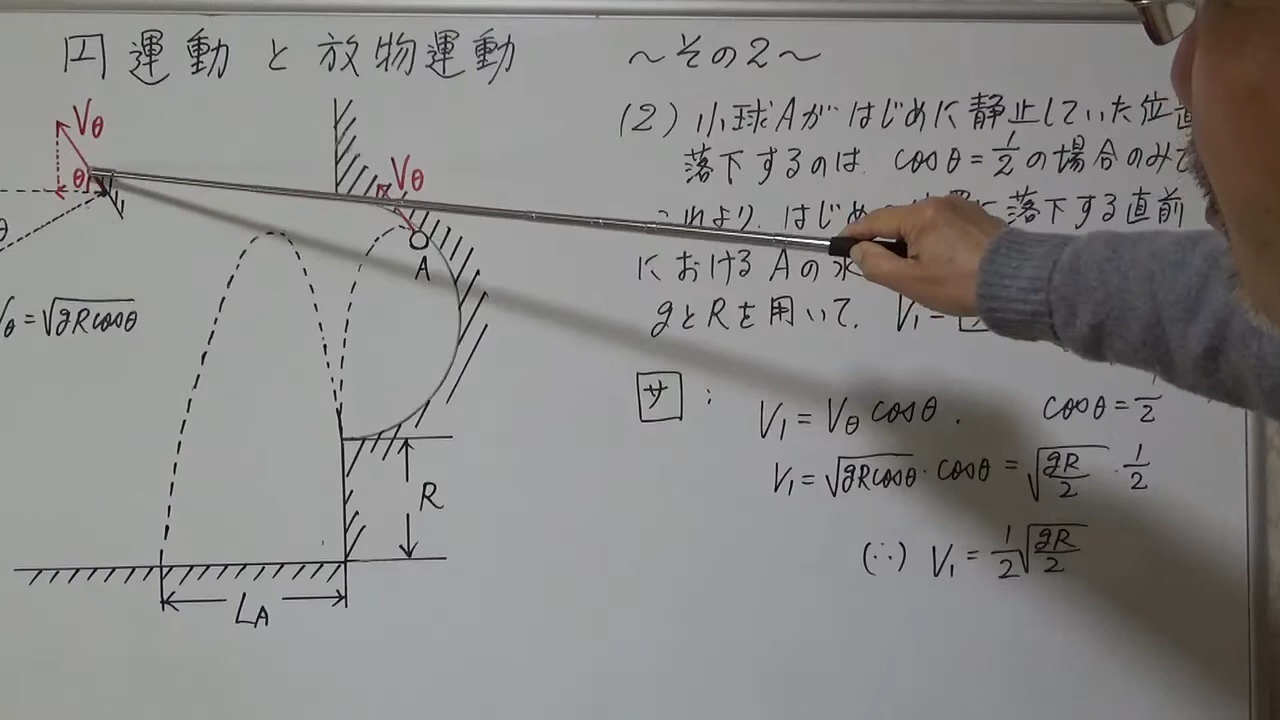 円運動と放物運動 ～その2～
Vθ
θ
θ
Vθ=√gRcosθ
Vθ
A
R
LA
(2) 小球Aがはじめに静止していた位置
落下するのは、cosθ=1/2の場合のみで
これより、はじめ に落下する直前
におけるAの水
gとRを用いて、V1=
サ : V1=Vθcosθ. cosθ=1/2
V1=√gRcosθ・cosθ=√gR/2・1/2
(∴) V1=1/2√gR/2